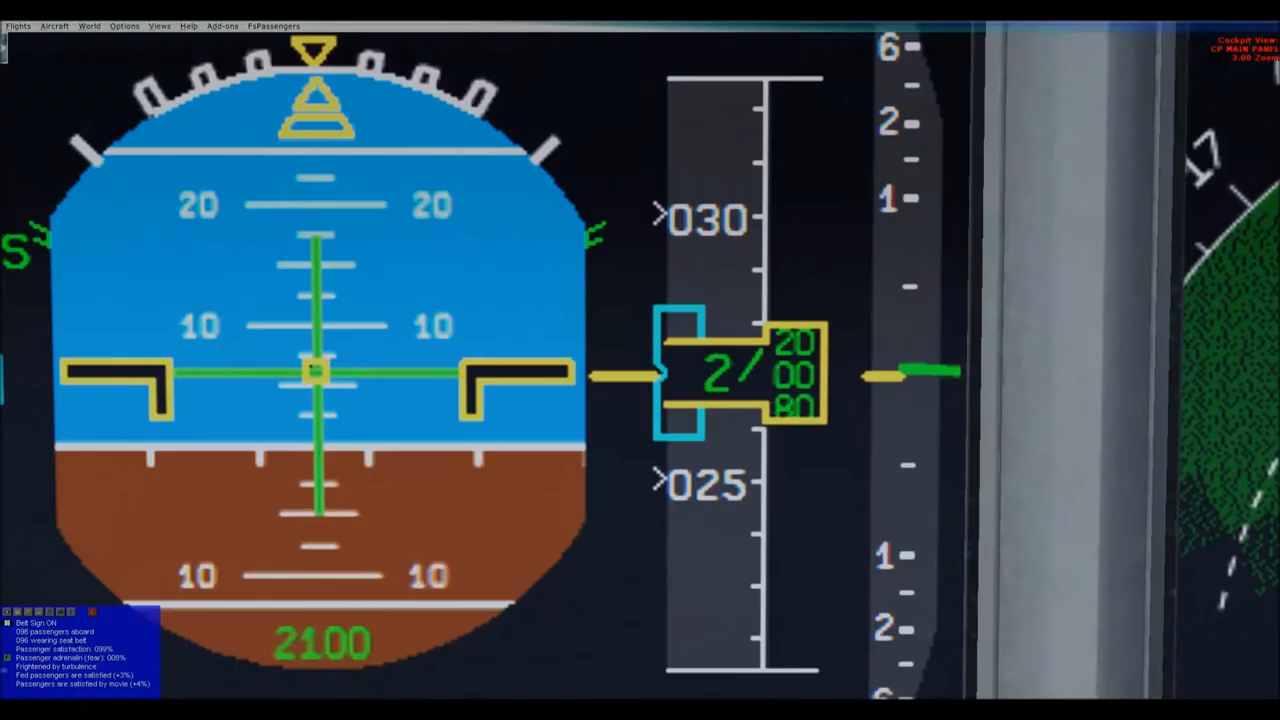 Flights Aircraft World Options Views Help Add-ons FsPassengers
Cockpit View:
CP MAIN PANEL
3.00 Zoom
6
2
1
17
20 20
030
S
10 10
2/ 20
00
80
025
1
10 10
2
2100
6
Belt Sign ON
096 passengers aboard
096 wearing seat belt
Passenger satisfaction: 099%
Passenger adrenalin (fear): 008%
Frightened by turbulence
Fed passengers are satisfied (+3%)
Passengers are satisfied by movie (+4%)